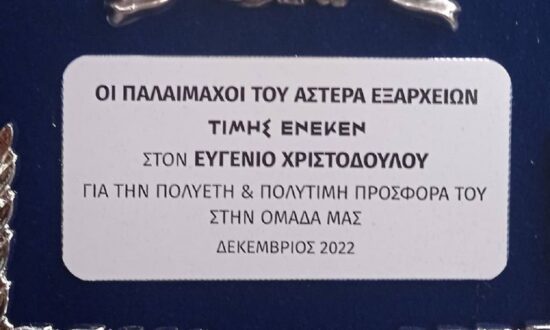 ΟΙ ΠΑΛΑΙΜΑΧΟΙ ΤΟΥ ΑΣΤΕΡΑ ΕΞΑΡΧΕΙΩΝ
ΤΙΜΗΣ ΕΝΕΚΕΝ
ΣΤΟΝ ΕΥΓΕΝΙΟ ΧΡΙΣΤΟΔΟΥΛΟΥ
ΓΙΑ ΤΗΝ ΠΟΛΥΕΤΗ & ΠΟΛΥΤΙΜΗ ΠΡΟΣΦΟΡΑ ΤΟΥ
ΣΤΗΝ ΟΜΑΔΑ ΜΑΣ
ΔΕΚΕΜΒΡΙΟΣ 2022